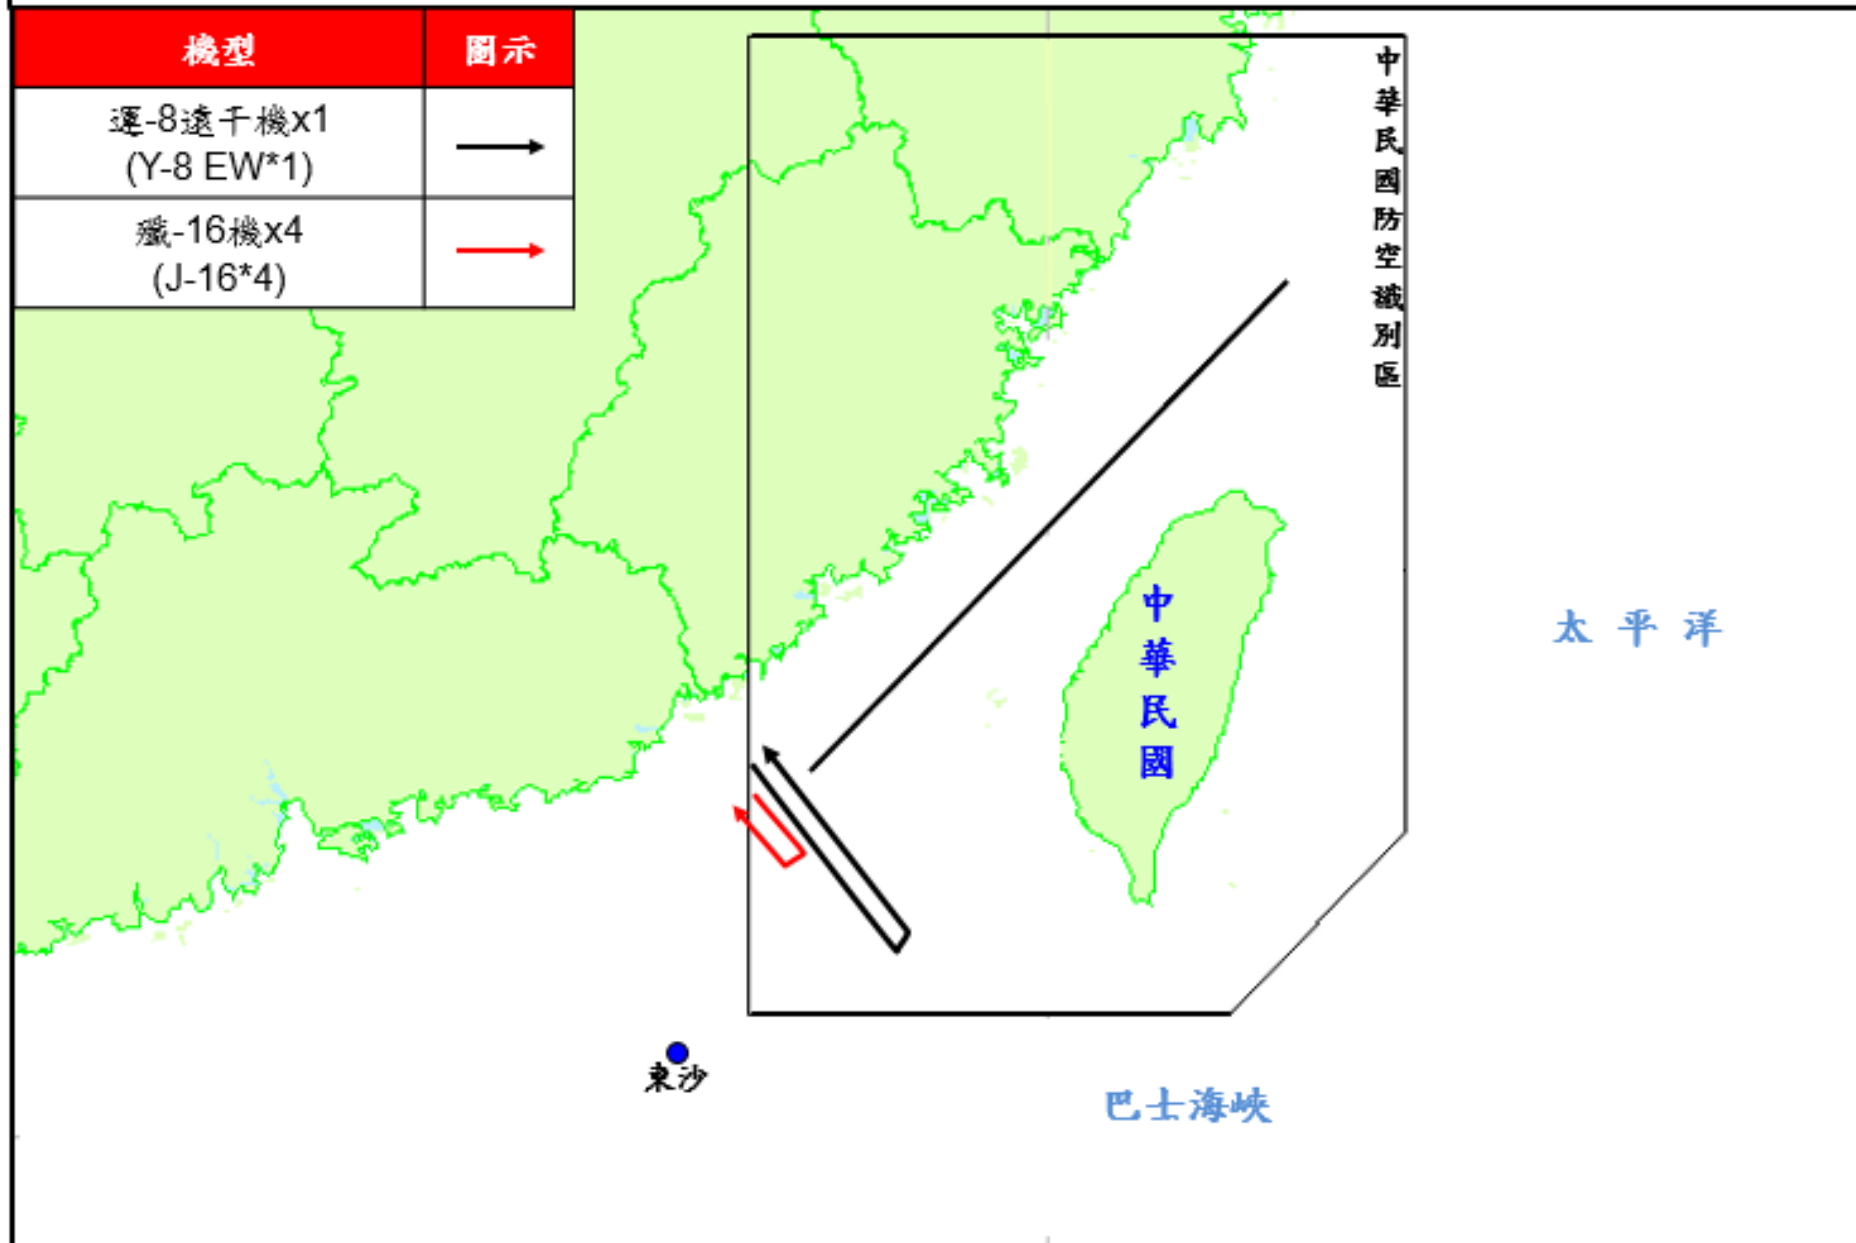 機型 圖示
運-8遠干機x1
(Y-8 EW*1)
殲-16機x4
(J-16*4)
中華民國防空識別區
中華民國
太平洋
東沙
巴士海峽